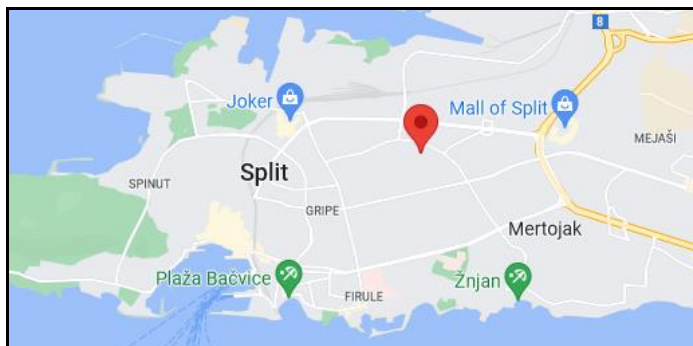 8
Joker
Mall of Split
MEJAŠI
Split
SPINUT
GRIPE
Mertojak
Plaža Bačvice
FIRULE
Žnjan